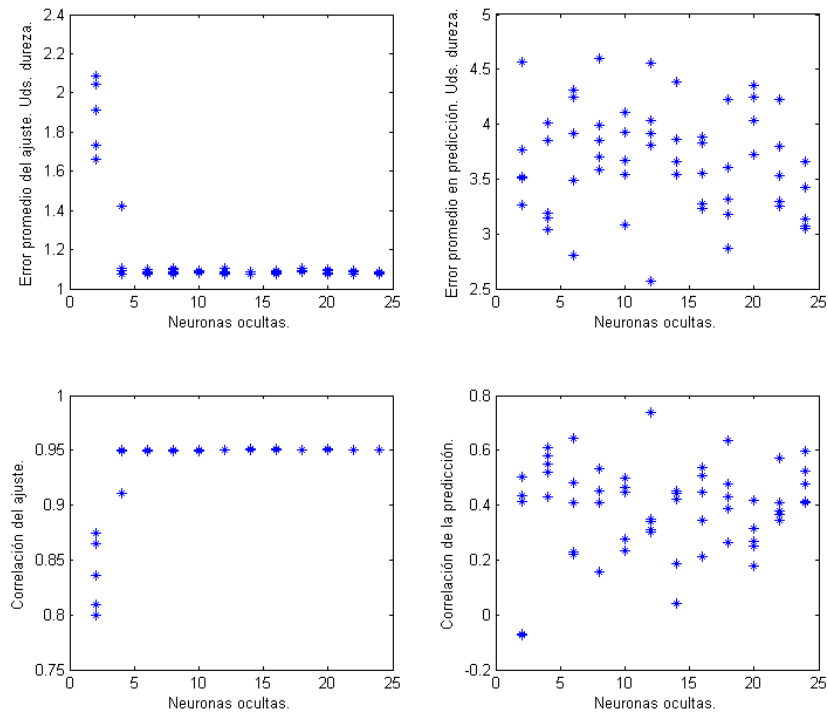 2.4
2.2
2
1.8
1.6
1.4
1.2
1
0 5 10 15 20 25
Neuronas ocultas.
Error promedio del ajuste. Uds. dureza.
5
4.5
4
3.5
3
2.5
0 5 10 15 20 25
Neuronas ocultas.
Error promedio en predicción. Uds. dureza.
1
0.95
0.9
0.85
0.8
0.75
0 5 10 15 20 25
Neuronas ocultas.
Correlación del ajuste.
0.8
0.6
0.4
0.2
0
-0.2
0 5 10 15 20 25
Neuronas ocultas.
Correlación de la predicción.